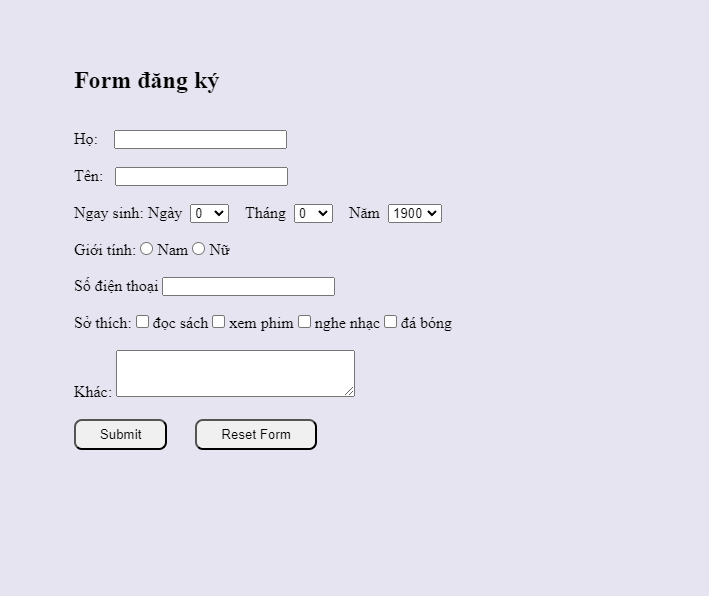 Form đăng ký
Họ:
Tên:
Ngay sinh: Ngày 0 Tháng 0 Năm 1900
Giới tính: Nam Nữ
Số điện thoại
Sở thích: đọc sách xem phim nghe nhạc đá bóng
Khác:
Submit Reset Form